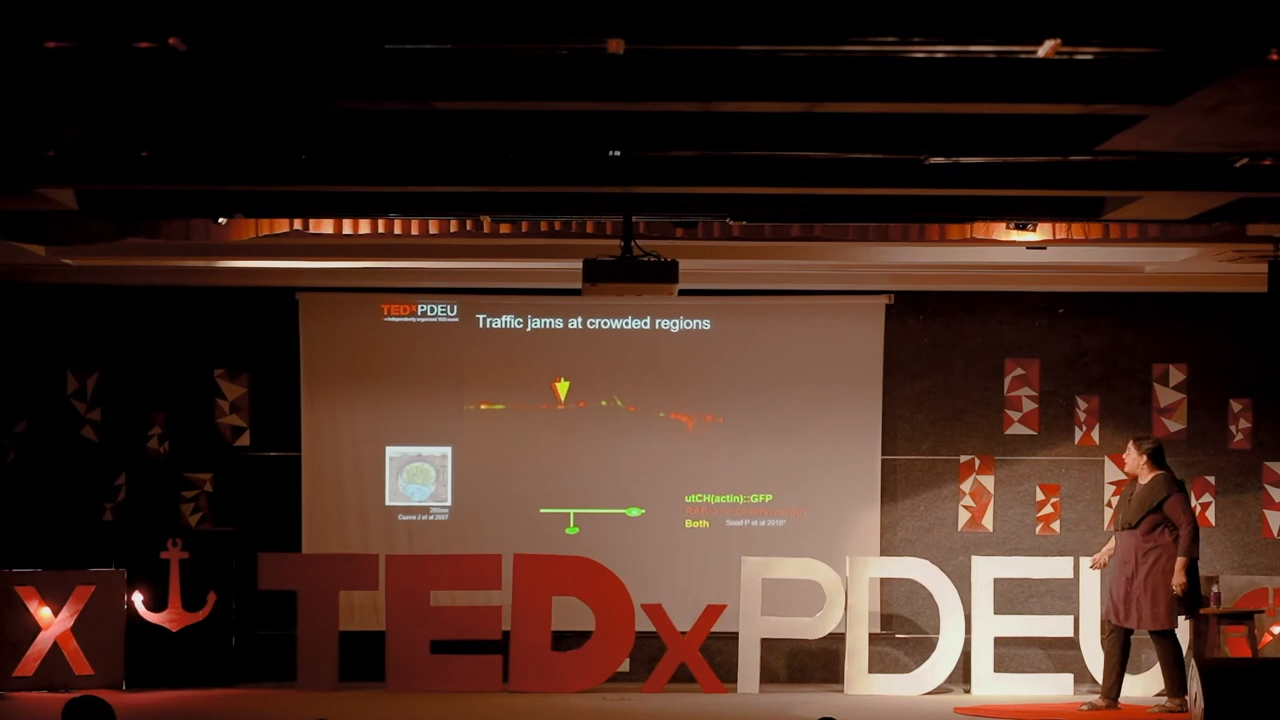 TEDxPDEU
Traffic jams at crowded regions
200nm
Cueva J et al 2007
utCH(actin)::GFP
Both
Sood P et al 2018*
X
TEDxPDEU